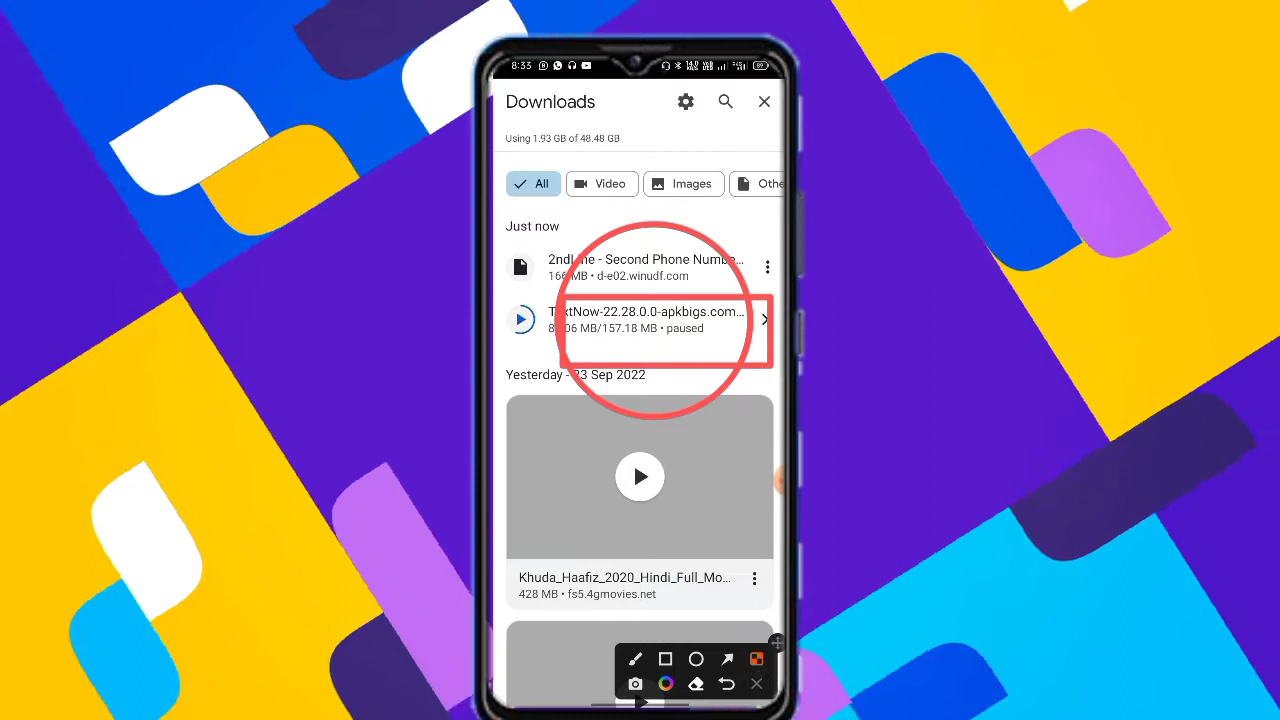 8:33
89
Downloads
Using 1.93 GB of 48.48 GB
All
Video
Images
Othe
Just now
Second Phone Numbe...
166 MB • d-e02.winudf.com
TextNow-22.28.0.0-apkbigs.com...
MB/157.18 MB • paused
Yesterday - 23 Sep 2022
Khuda_Haafiz_2020_Hindi_Full_Mo...
428 MB • fs5.4gmovies.net